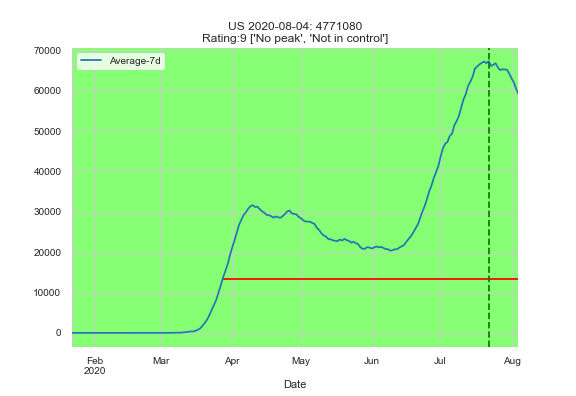 US 2020-08-04: 4771080
Rating:9 ['No peak', 'Not in control']
Average-7d
70000
60000
50000
40000
30000
20000
10000
0
Feb Mar Apr May Jun Jul Aug
2020
Date